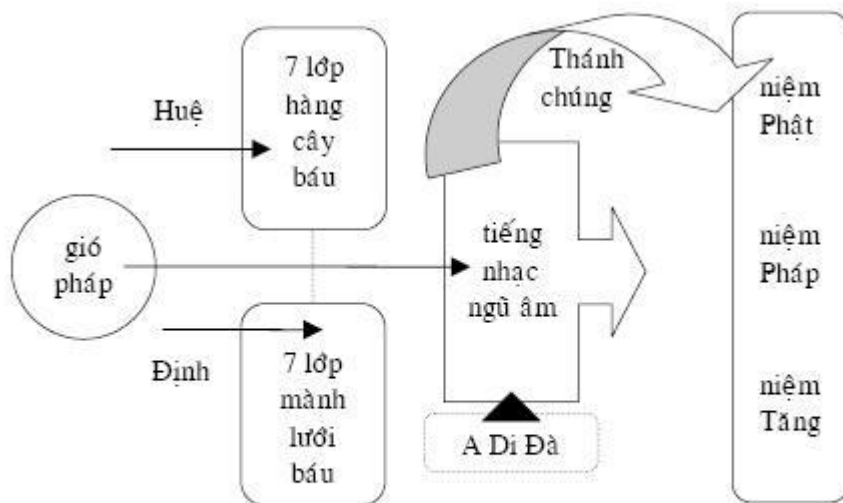 Huệ
7 lớp
hàng
cây
báu
Thánh
chúng
niệm
Phật
gió
pháp
tiếng
nhạc
ngũ âm
niệm
Pháp
Định
7 lớp
mành
lưới
báu
A Di Đà
niệm
Tăng